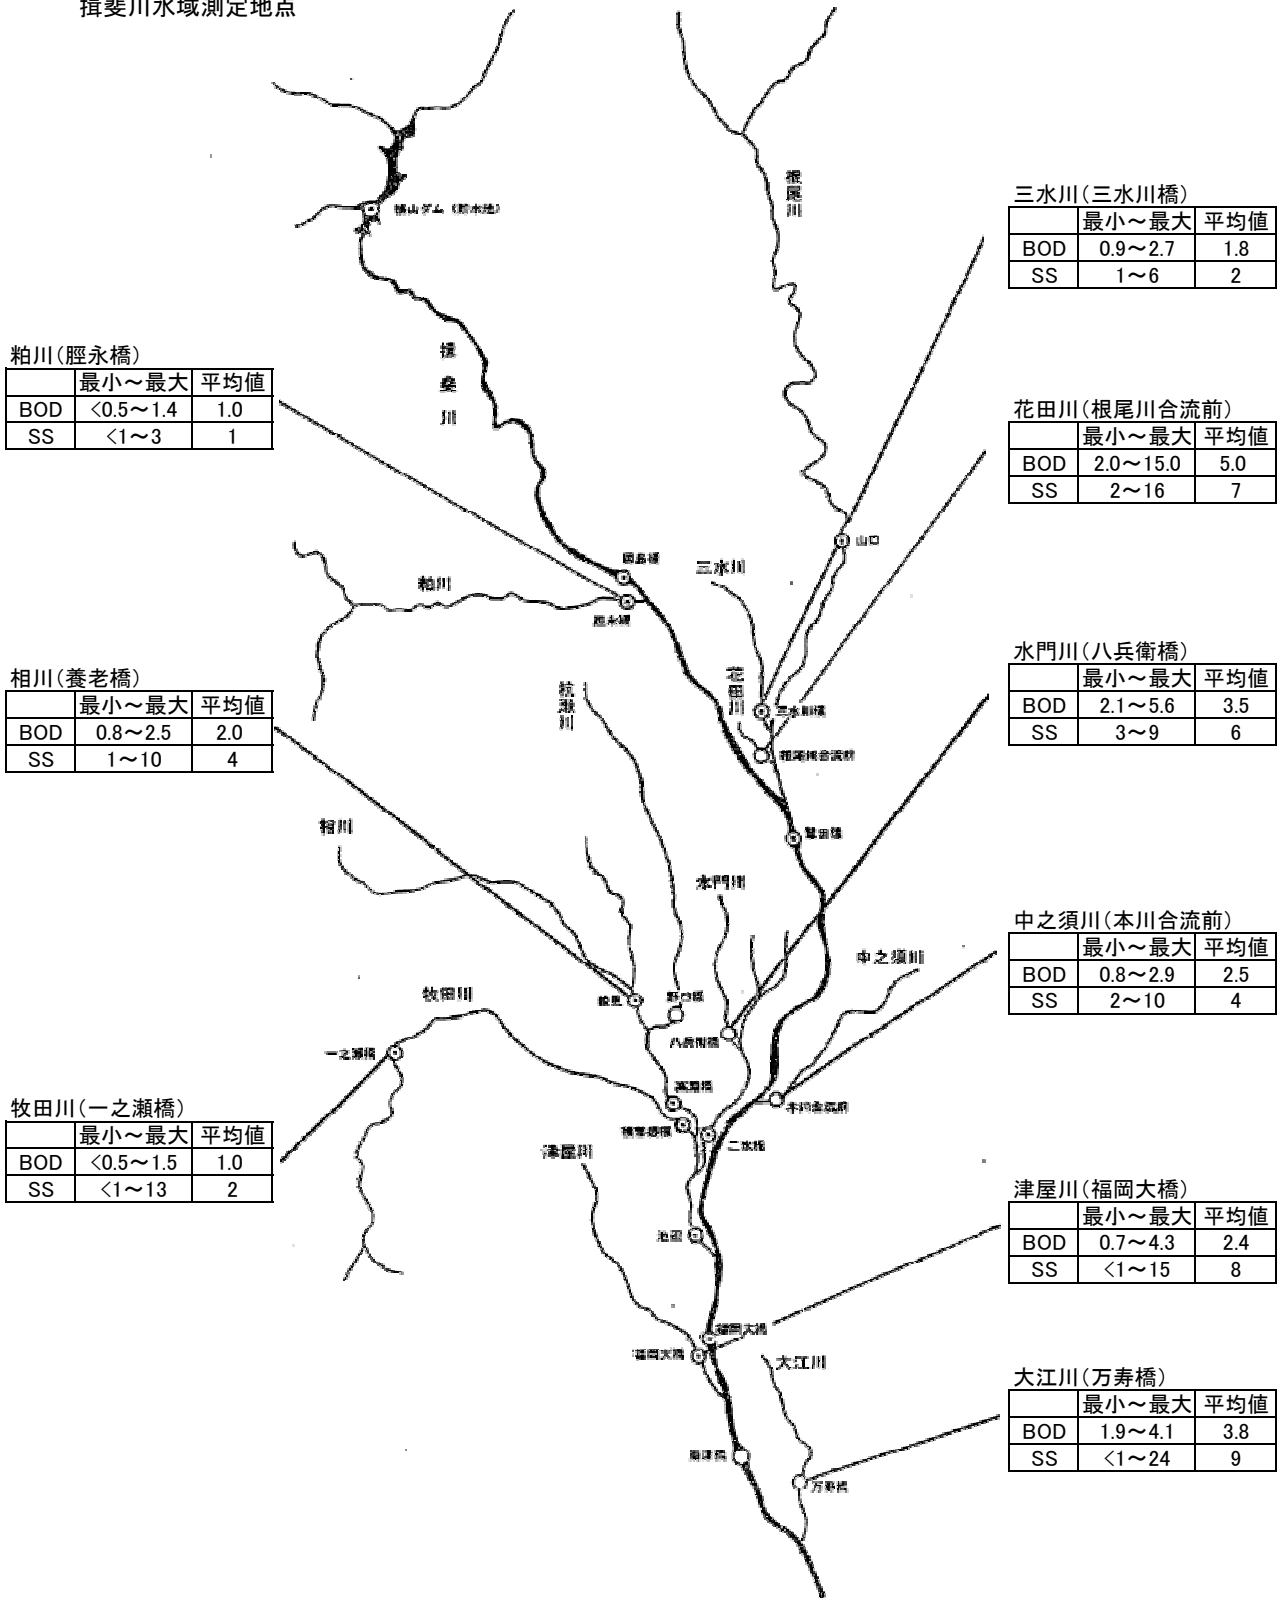 揖斐川水域測定地点
根尾川
横山ダム（貯水池）
三水川（三水川橋）
最小～最大 平均値
BOD 0.9～2.7 1.8
SS 1～6 2
揖斐川
粕川（脛永橋）
最小～最大 平均値
BOD <0.5～1.4 1.0
SS <1～3 1
花田川（根尾川合流前）
最小～最大 平均値
BOD 2.0～15.0 5.0
SS 2～16 7
山口
岡島橋
三水川
粕川
脛永橋
水門川（八兵衛橋）
最小～最大 平均値
BOD 2.1～5.6 3.5
SS 3～9 6
相川（養老橋）
最小～最大 平均値
BOD 0.8～2.5 2.0
SS 1～10 4
花田川
杭瀬川
三水川橋
根尾川合流前
相川
鷺田橋
水門川
中之須川（本川合流前）
最小～最大 平均値
BOD 0.8～2.9 2.5
SS 2～10 4
中之須川
牧田川
野口橋
八兵衛橋
一之瀬橋
牧田川（一之瀬橋）
最小～最大 平均値
BOD <0.5～1.5 1.0
SS <1～13 2
高淵橋
本川合流前
二水橋
津屋川
津屋川（福岡大橋）
最小～最大 平均値
BOD 0.7～4.3 2.4
SS <1～15 8
池辺
福岡大橋
福岡大橋
大江川
大江川（万寿橋）
最小～最大 平均値
BOD 1.9～4.1 3.8
SS <1～24 9
万寿橋